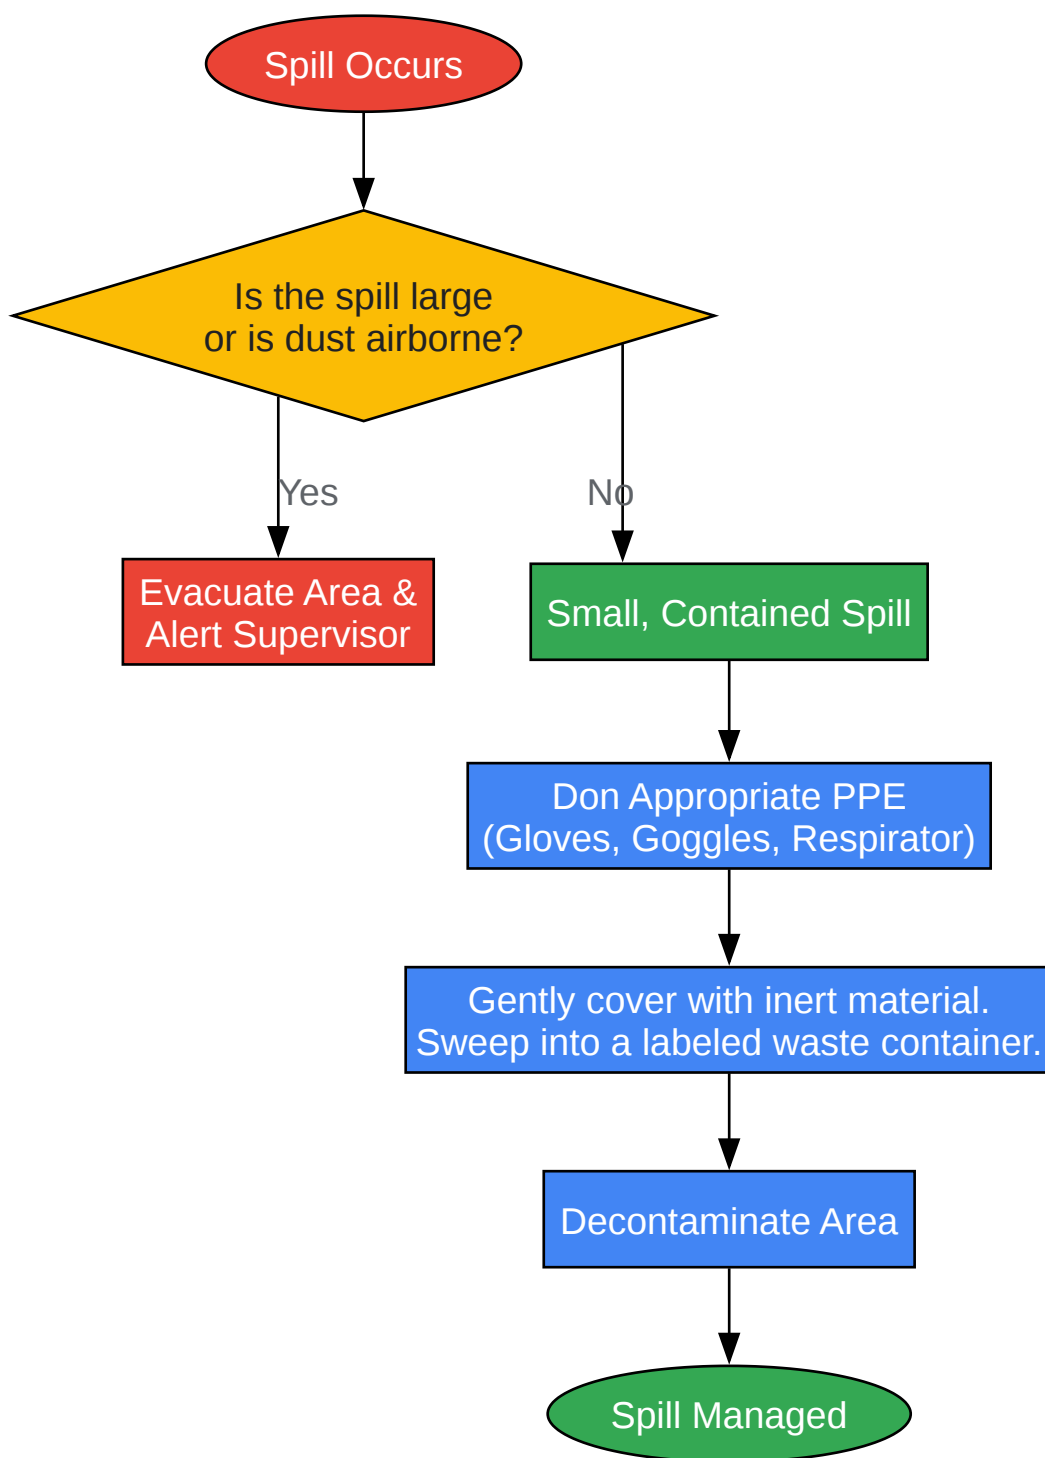 Spill Occurs
Is the spill large
or is dust airborne?
Yes
No
Evacuate Area &
Alert Supervisor
Small, Contained Spill
Don Appropriate PPE
(Gloves, Goggles, Respirator)
Gently cover with inert material.
Sweep into a labeled waste container.
Decontaminate Area
Spill Managed